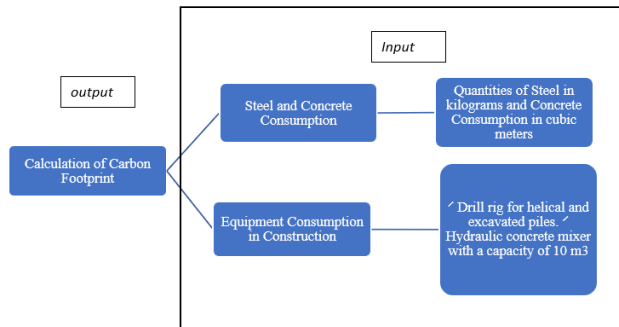 Input
output
Steel and Concrete
Consumption
Quantities of Steel in
kilograms and Concrete
Consumption in cubic
meters
Calculation of Carbon
Footprint
Equipment Consumption
in Construction
ˊ Drill rig for helical and
excavated piles. ˊ
Hydraulic concrete mixer
with a capacity of 10 m3